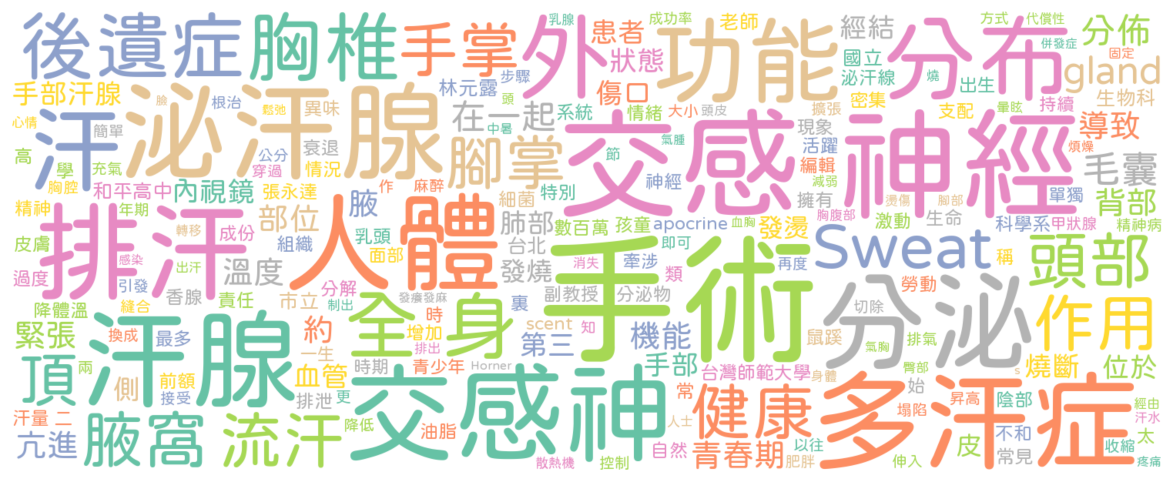 後遺症
胸椎
手掌
外
患者
乳腺
成功率
老師
功能
經結
分布
方式
代償性
分佈
併發症
固定
狀態
國立
泌汗線
出生
gland
手部汗腺
臉
步驟
林元露
頭
傷口
生物科
心情
汗
簡單
泌汗腺
鬆弛
根治
異味
衰退
在一起
系統
情緒
大小
頭皮
擴張
密集
支配
暈眩
持續
導致
煩燥
高
學
充氣
公分
穿過
情況
腳掌
中暑
氣腫
節
交感
現象
活躍
編輯
減弱
神經
毛囊
胸腔
和平高中
內視鏡
張永達
作
麻醉
細菌
特別
神經
擁有
燒
燙傷
腳部
單獨
背部
精神
年期
部位
腋
肺部
數百萬
孩童
apocrine
血胸
胸腹部
發燙
激動
生命
科學系
甲狀腺
精神病
皮膚
轉移
成份
組織
人體
乳頭
面部
台北
即可
過度
感染
排汗
出汗
溫度
發燒
消失
牽涉
再度
Sweat
稱
頭部
引發
香腺
責任
分解
發癢發麻
裏
副教授
類
分泌物
手術
切除
勞動
降體溫
縫合
市立
制出
約
時
全身
scent
知
機能
分泌
鼠蹊
排氣
作用
緊張
換成
最多
一生
增加
排出
第三
兩
汗腺
血管
時期
青少年
Horner
手部
台灣師範大學
身體
氣胸
臀部
燒斷
位於
頂
側
前額
接受
排泄
更
常
始
s
昇高
陰部
經由
汗水
汗量
二
腋窩
流汗
降低
油脂
交感神
人士
健康
多汗症
塌陷
太
亢進
散熱機
控制
自然
青春期
以往
肥胖
伸入
皮
不和
常見
收縮
疼痛